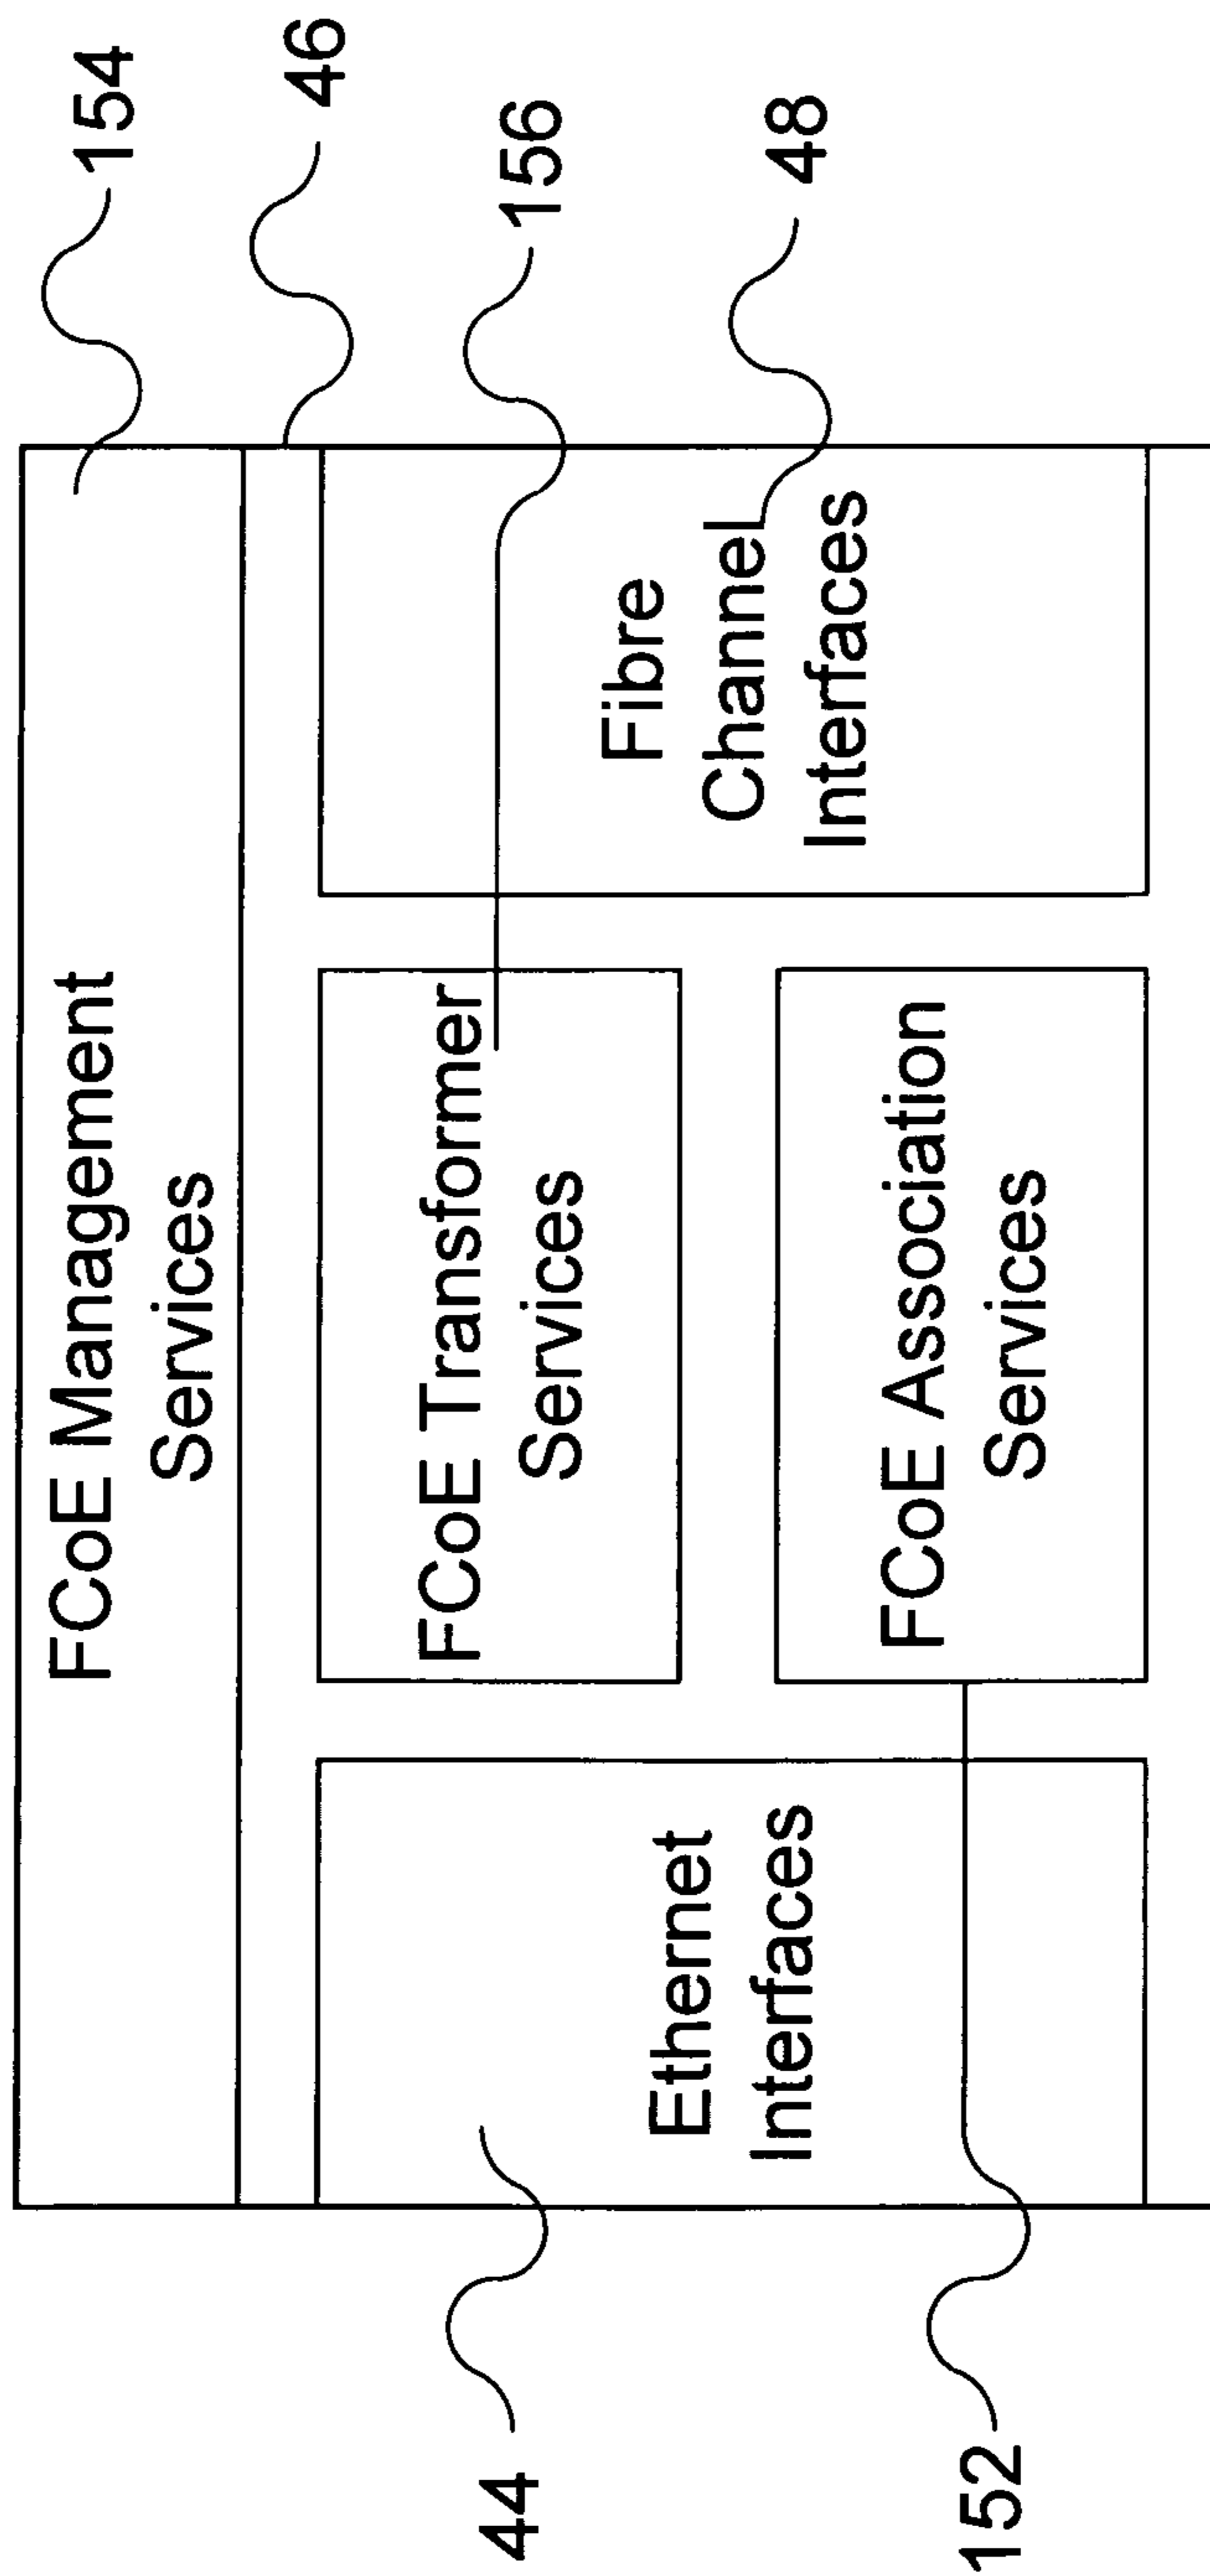 FCoE Management
Services
154
46
Ethernet
Interfaces
44
FCoE Transformer
Services
156
FCoE Association
Services
152
Fibre
Channel
Interfaces
48